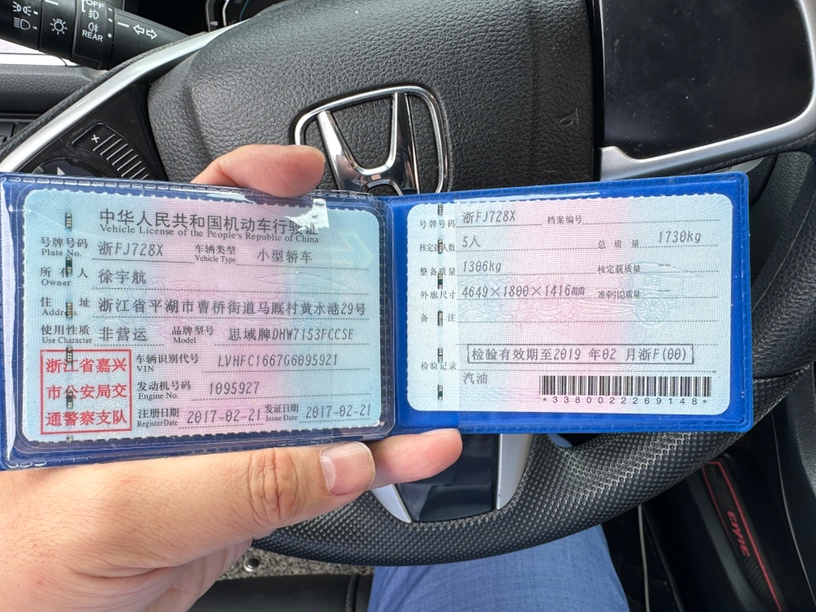 OFF
REAR
中华人民共和国机动车行驶证
Vehicle License of the People's Republic of China
号牌号码 浙FJ728X 车辆类型 小型轿车
Plate No. Vehicle Type
所有人 徐宇航
Owner
住址 浙江省平湖市曹桥街道马厩村黄水港29号
Address
使用性质 非营运 品牌型号 思域牌DHW7153FCCSE
Use Character Model
浙江省嘉兴
市公安局交
通警察支队
车辆识别代号 LVHFC1667G6095921
VIN
发动机号码 1095927
Engine No.
注册日期 2017-02-21 发证日期 2017-02-21
Register Date Issue Date
号牌号码 浙FJ728X 档案编号
核定载人数 5人 总质量 1730kg
整备质量 1306kg 核定载质量
外廓尺寸 4649×1800×1416mm 准牵引总质量
备注
检验有效期至2019 年02 月浙F(00)
检验记录
汽油
*3380022269148*
CIVIC